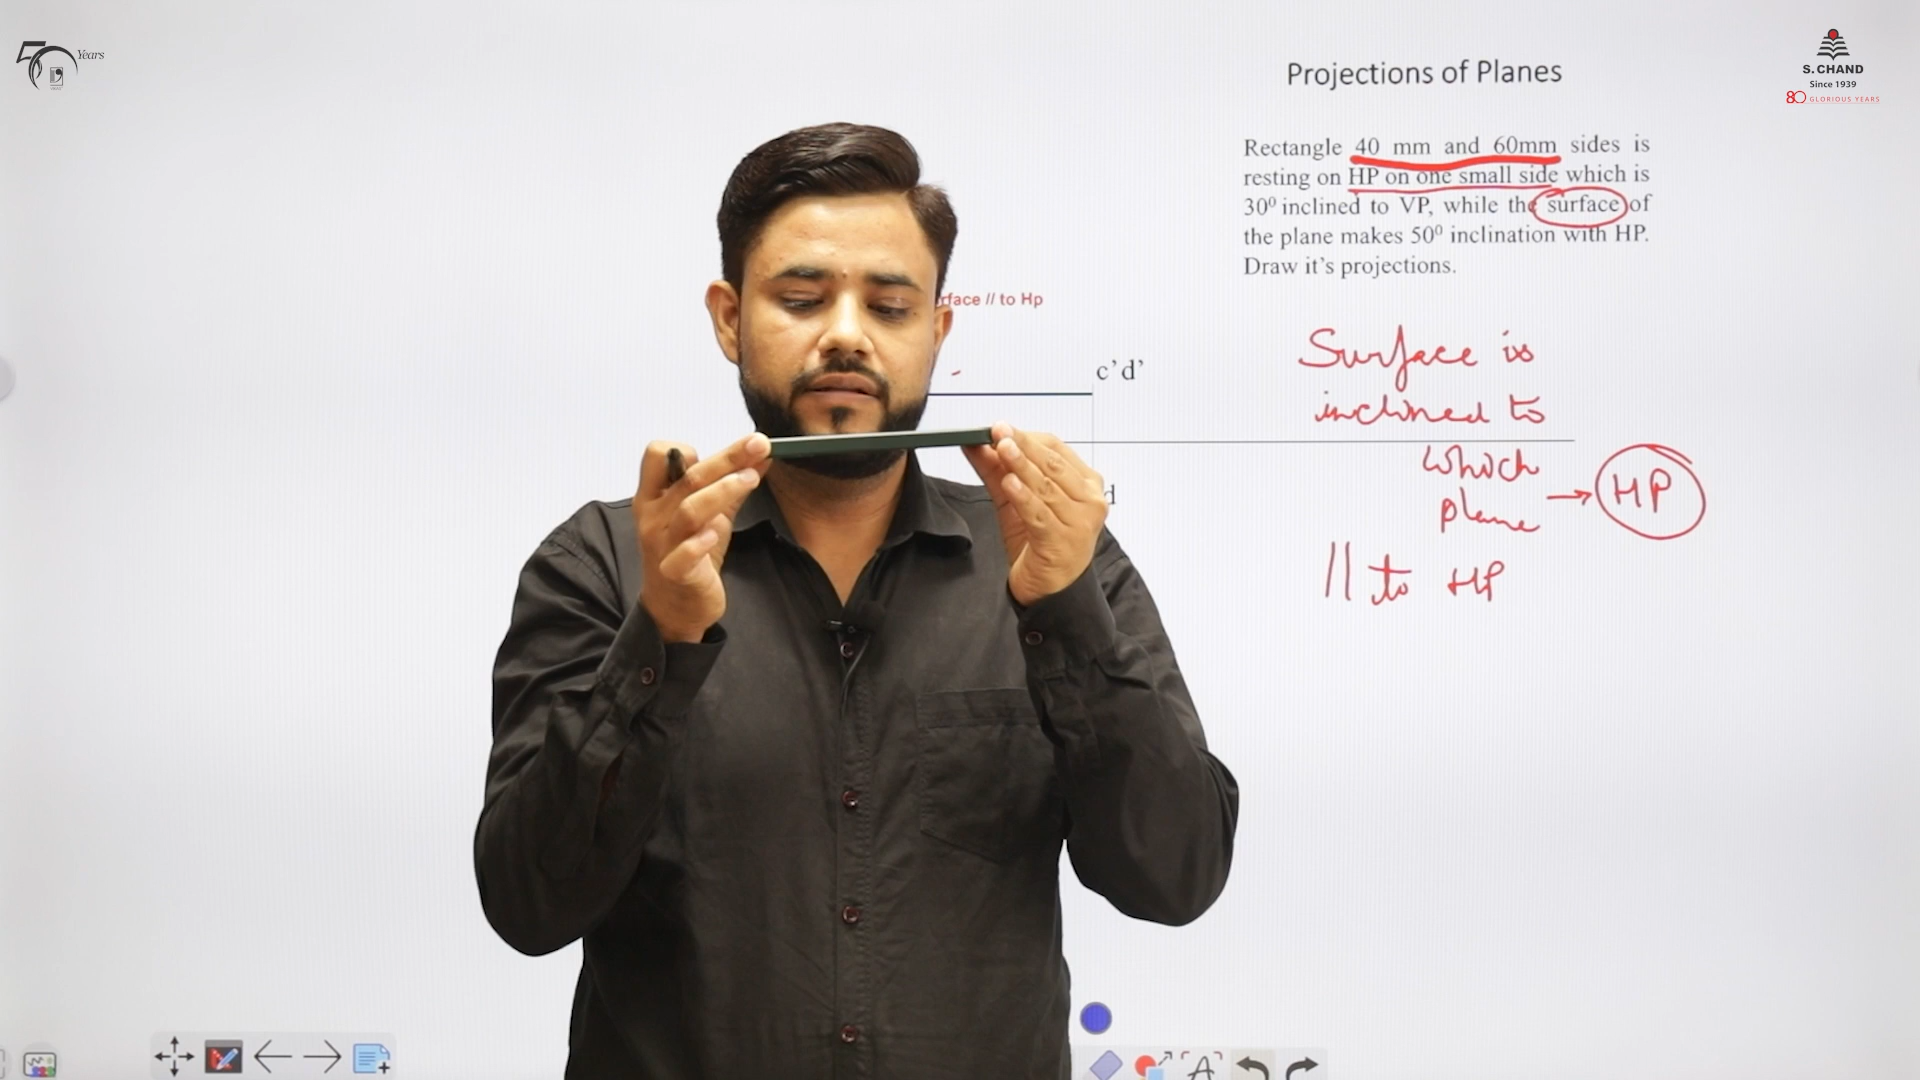 Years
Projections of Planes
S. CHAND
Since 1939
80 GLORIOUS YEARS
Rectangle 40 mm and 60mm sides is
resting on HP on one small side which is
30⁰ inclined to VP, while the surface of
the plane makes 50⁰ inclination with HP.
Draw it's projections.
rface // to Hp
c'd'
d
Surface is
inclined to
which
plane → HP
// to HP